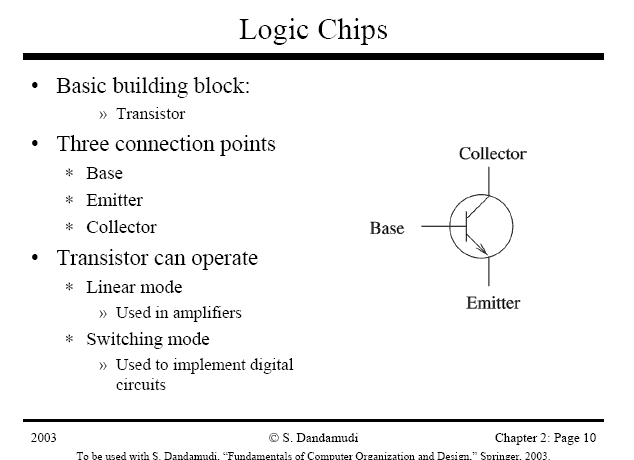 Logic Chips
• Basic building block:
» Transistor
• Three connection points
* Base
* Emitter
* Collector
• Transistor can operate
* Linear mode
» Used in amplifiers
* Switching mode
» Used to implement digital
circuits
Collector
Base
Emitter
2003
© S. Dandamudi
Chapter 2: Page 10
To be used with S. Dandamudi, “Fundamentals of Computer Organization and Design,” Springer, 2003.